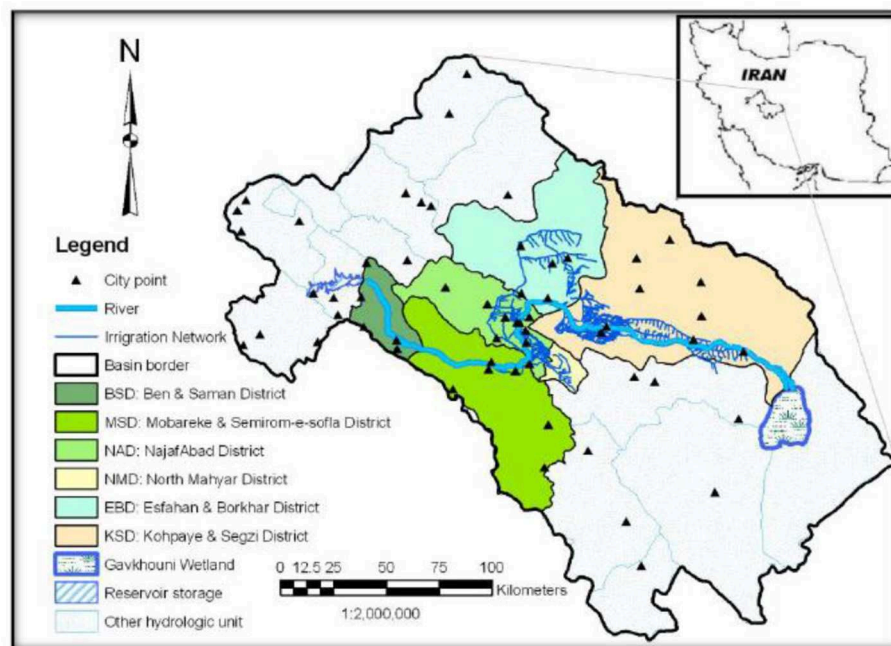 N
IRAN
Legend
City point
River
Irrigration Network
Basin border
BSD: Ben & Saman District
MSD: Mobareke & Semirom-e-sofla District
NAD: NajafAbad District
NMD: North Mahyar District
EBD: Esfahan & Borkhar District
KSD: Kohpaye & Segzi District
Gavkhouni Wetland
Reservoir storage
Other hydrologic unit
0 12.5 25 50 75 100
Kilometers
1:2,000,000